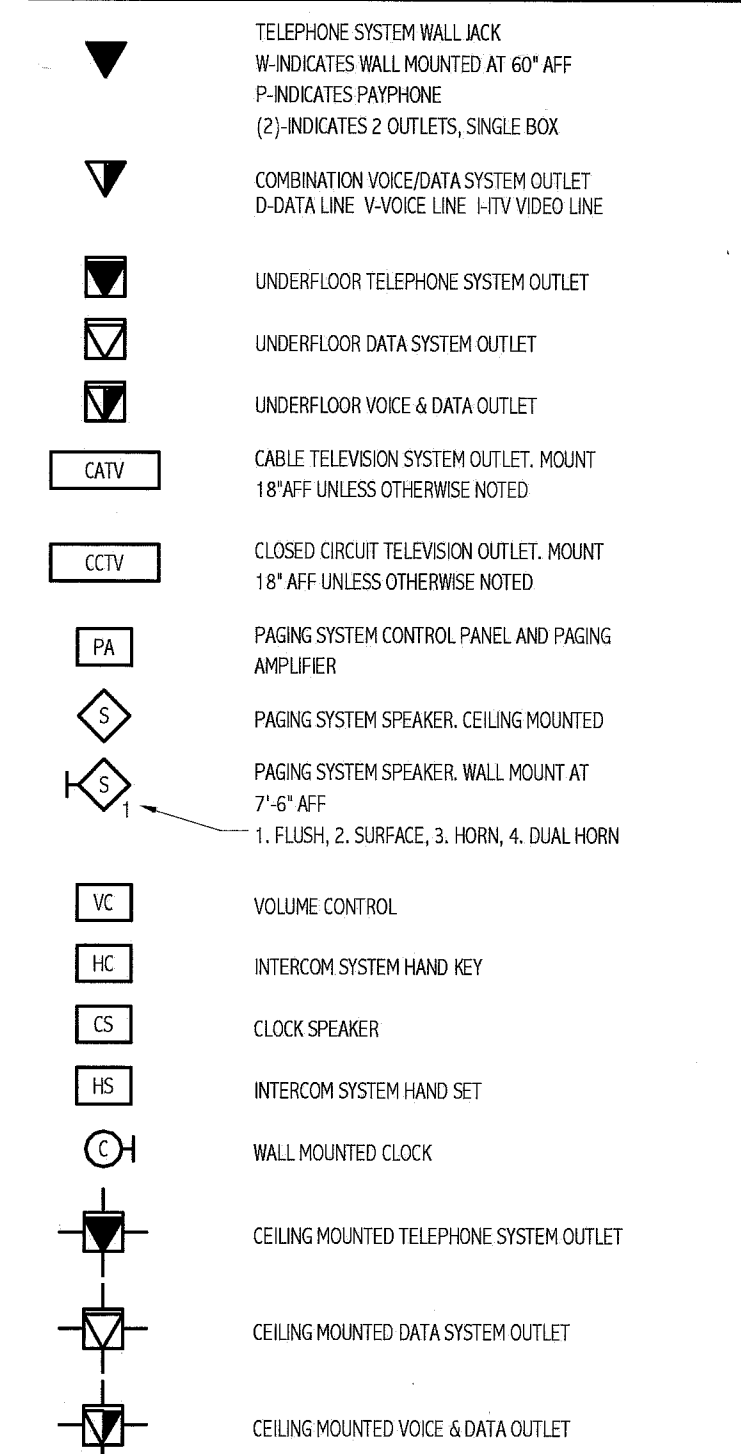 TELEPHONE SYSTEM WALL JACK
W-INDICATES WALL MOUNTED AT 60" AFF
P-INDICATES PAYPHONE
(2)-INDICATES 2 OUTLETS, SINGLE BOX
COMBINATION VOICE/DATA SYSTEM OUTLET
D-DATA LINE V-VOICE LINE I-ITV VIDEO LINE
UNDERFLOOR TELEPHONE SYSTEM OUTLET
UNDERFLOOR DATA SYSTEM OUTLET
UNDERFLOOR VOICE & DATA OUTLET
CATV
CABLE TELEVISION SYSTEM OUTLET. MOUNT
18"AFF UNLESS OTHERWISE NOTED
CCTV
CLOSED CIRCUIT TELEVISION OUTLET. MOUNT
18" AFF UNLESS OTHERWISE NOTED
PA
PAGING SYSTEM CONTROL PANEL AND PAGING
AMPLIFIER
S
PAGING SYSTEM SPEAKER. CEILING MOUNTED
S
1
PAGING SYSTEM SPEAKER. WALL MOUNT AT
7'-6" AFF
1. FLUSH, 2. SURFACE, 3. HORN, 4. DUAL HORN
VC
VOLUME CONTROL
HC
INTERCOM SYSTEM HAND KEY
CS
CLOCK SPEAKER
HS
INTERCOM SYSTEM HAND SET
C
WALL MOUNTED CLOCK
CEILING MOUNTED TELEPHONE SYSTEM OUTLET
CEILING MOUNTED DATA SYSTEM OUTLET
CEILING MOUNTED VOICE & DATA OUTLET